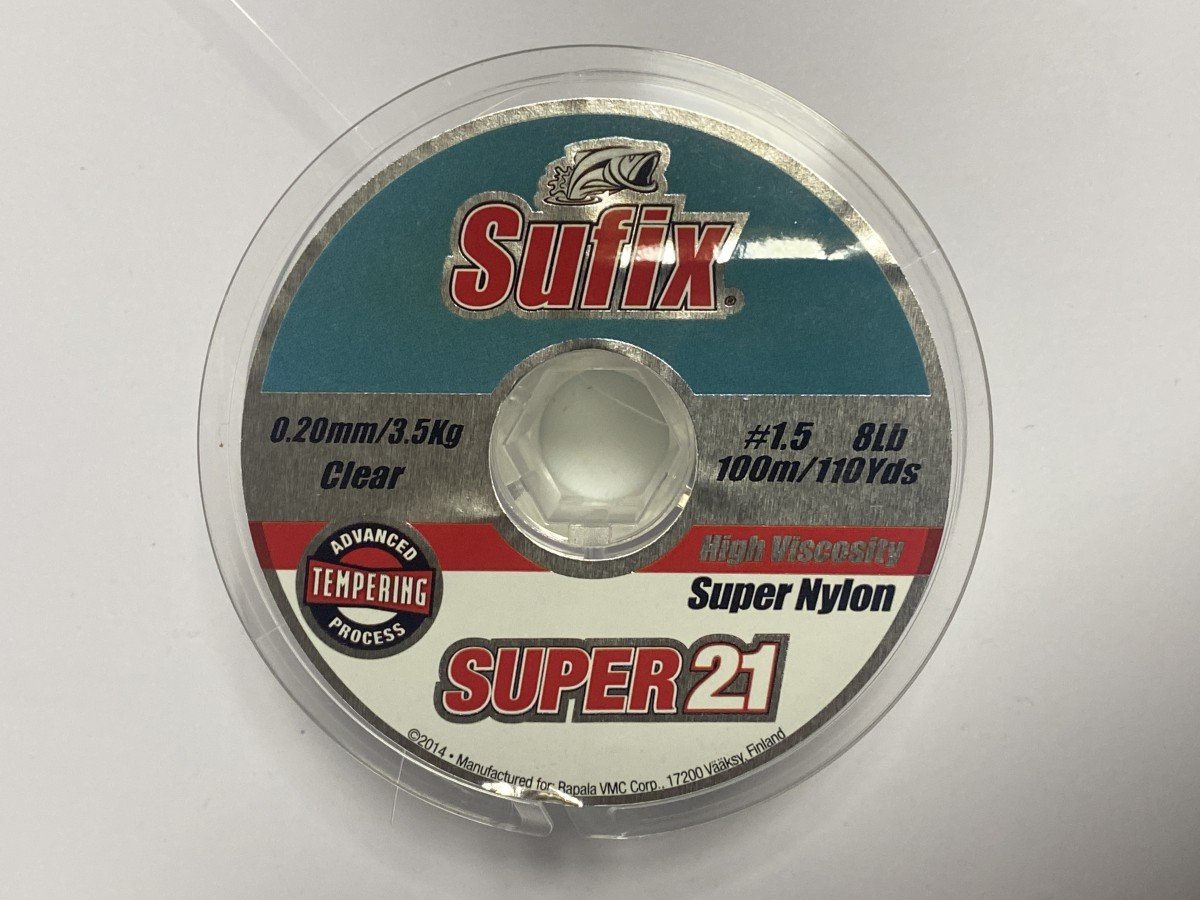 Sufix®
0.20mm/3.5Kg
Clear
#1.5 8Lb
100m/110Yds
High Viscosity
Super Nylon
ADVANCED
TEMPERING
PROCESS
SUPER 21
©2014 • Manufactured for: Rapala VMC Corp., 17200 Vääksy, Finland